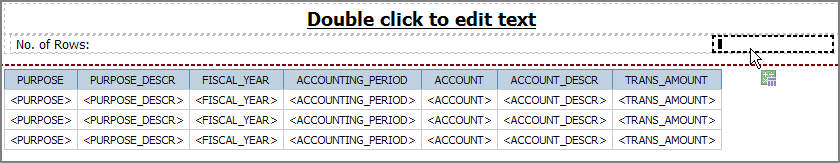 Double click to edit text
No. of Rows:
PURPOSE PURPOSE_DESCR FISCAL_YEAR ACCOUNTING_PERIOD ACCOUNT ACCOUNT_DESCR TRANS_AMOUNT
<PURPOSE> <PURPOSE_DESCR> <FISCAL_YEAR> <ACCOUNTING_PERIOD> <ACCOUNT> <ACCOUNT_DESCR> <TRANS_AMOUNT>
<PURPOSE> <PURPOSE_DESCR> <FISCAL_YEAR> <ACCOUNTING_PERIOD> <ACCOUNT> <ACCOUNT_DESCR> <TRANS_AMOUNT>
<PURPOSE> <PURPOSE_DESCR> <FISCAL_YEAR> <ACCOUNTING_PERIOD> <ACCOUNT> <ACCOUNT_DESCR> <TRANS_AMOUNT>